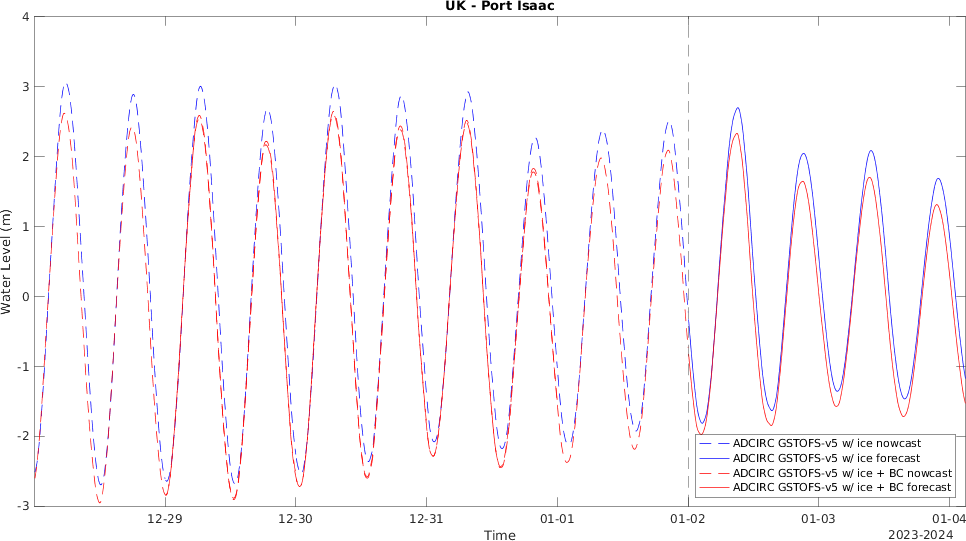 UK - Port Isaac
Water Level (m)
4
3
2
1
0
-1
-2
-3
12-29
12-30
12-31
01-01
01-02
01-03
01-04
Time
2023-2024
ADCIRC GSTOFS-v5 w/ ice nowcast
ADCIRC GSTOFS-v5 w/ ice forecast
ADCIRC GSTOFS-v5 w/ ice + BC nowcast
ADCIRC GSTOFS-v5 w/ ice + BC forecast